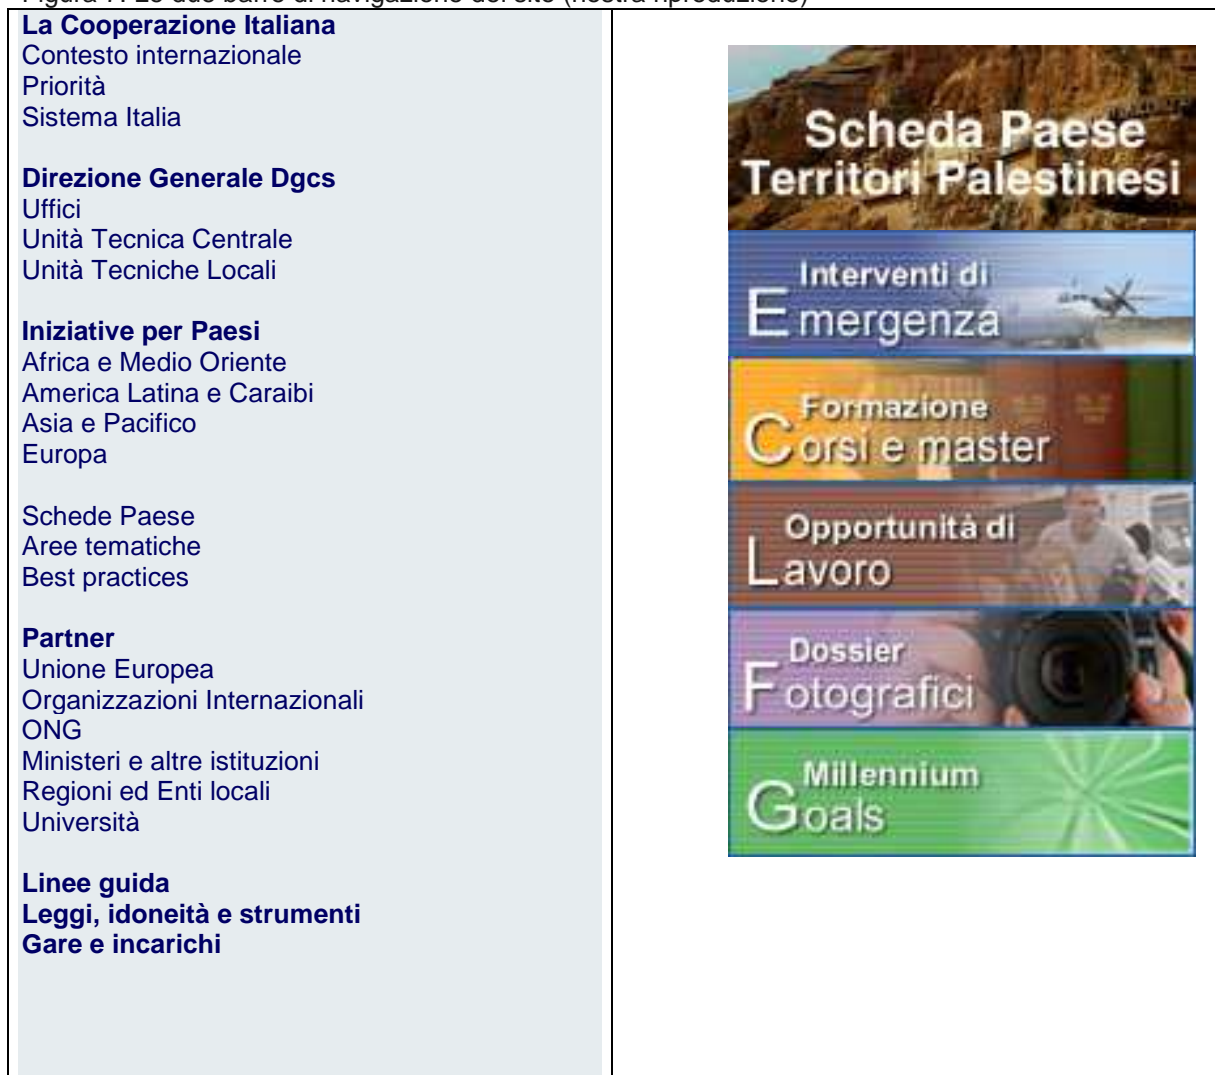 La Cooperazione Italiana
Contesto internazionale
Priorità
Sistema Italia
Direzione Generale Dgcs
Uffici
Unità Tecnica Centrale
Unità Tecniche Locali
Iniziative per Paesi
Africa e Medio Oriente
America Latina e Caraibi
Asia e Pacifico
Europa
Schede Paese
Aree tematiche
Best practices
Partner
Unione Europea
Organizzazioni Internazionali
ONG
Ministeri e altre istituzioni
Regioni ed Enti locali
Università
Linee guida
Leggi, idoneità e strumenti
Gare e incarichi
Scheda Paese
Territori Palestinesi
Interventi di
Emergenza
Formazione
Corsi e master
Opportunità di
Lavoro
Dossier
Fotografici
Millennium
Goals